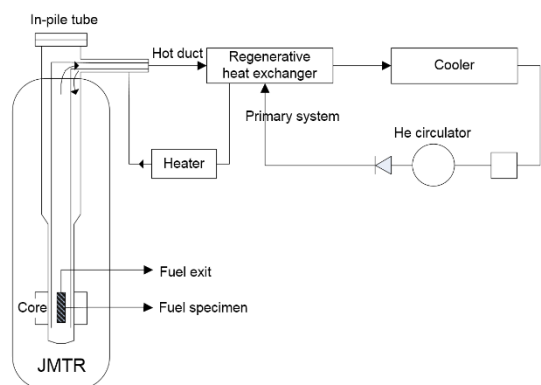 In-pile tube
Hot duct
Regenerative
heat exchanger
Cooler
Primary system
He circulator
Heater
Fuel exit
Core
Fuel specimen
JMTR